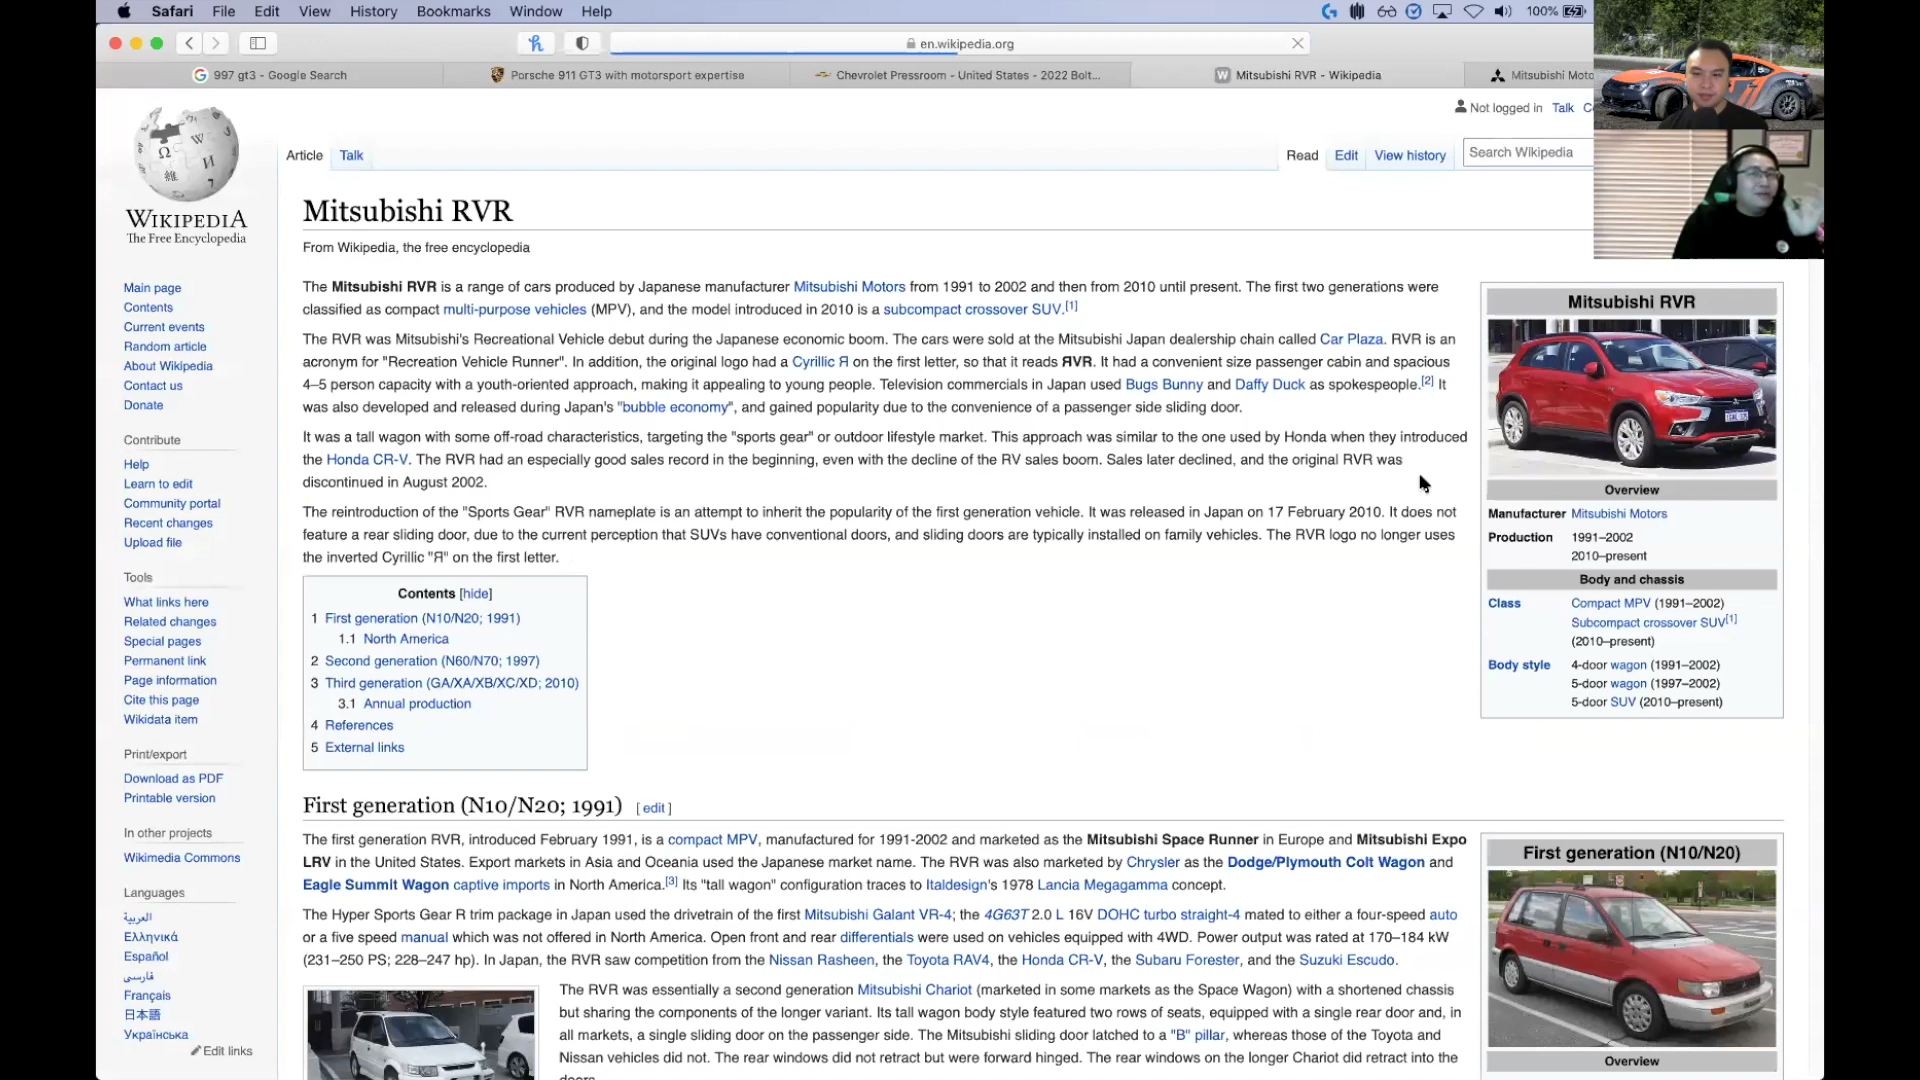 Safari File Edit View History Bookmarks Window Help 100%
en.wikipedia.org
997 gt3 - Google Search
Porsche 911 GT3 with motorsport expertise
Chevrolet Pressroom - United States - 2022 Bolt...
Mitsubishi RVR - Wikipedia
Mitsubishi Moto
WIKIPEDIA
The Free Encyclopedia
Main page
Contents
Current events
Random article
About Wikipedia
Contact us
Donate
Contribute
Help
Learn to edit
Community portal
Recent changes
Upload file
Tools
What links here
Related changes
Special pages
Permanent link
Page information
Cite this page
Wikidata item
Print/export
Download as PDF
Printable version
In other projects
Wikimedia Commons
Languages
العربية
Ελληνικά
Español
فارسی
Français
日本語
Українська
Edit links
Not logged in Talk
Article Talk
Read Edit View history
Search Wikipedia
Mitsubishi RVR
From Wikipedia, the free encyclopedia
The Mitsubishi RVR is a range of cars produced by Japanese manufacturer Mitsubishi Motors from 1991 to 2002 and then from 2010 until present. The first two generations were
classified as compact multi-purpose vehicles (MPV), and the model introduced in 2010 is a subcompact crossover SUV.[1]
The RVR was Mitsubishi's Recreational Vehicle debut during the Japanese economic boom. The cars were sold at the Mitsubishi Japan dealership chain called Car Plaza. RVR is an
acronym for "Recreation Vehicle Runner". In addition, the original logo had a Cyrillic Я on the first letter, so that it reads ЯVR. It had a convenient size passenger cabin and spacious
4–5 person capacity with a youth-oriented approach, making it appealing to young people. Television commercials in Japan used Bugs Bunny and Daffy Duck as spokespeople.[2] It
was also developed and released during Japan's "bubble economy", and gained popularity due to the convenience of a passenger side sliding door.
It was a tall wagon with some off-road characteristics, targeting the "sports gear" or outdoor lifestyle market. This approach was similar to the one used by Honda when they introduced
the Honda CR-V. The RVR had an especially good sales record in the beginning, even with the decline of the RV sales boom. Sales later declined, and the original RVR was
discontinued in August 2002.
The reintroduction of the "Sports Gear" RVR nameplate is an attempt to inherit the popularity of the first generation vehicle. It was released in Japan on 17 February 2010. It does not
feature a rear sliding door, due to the current perception that SUVs have conventional doors, and sliding doors are typically installed on family vehicles. The RVR logo no longer uses
the inverted Cyrillic "Я" on the first letter.
Contents [hide]
1 First generation (N10/N20; 1991)
1.1 North America
2 Second generation (N60/N70; 1997)
3 Third generation (GA/XA/XB/XC/XD; 2010)
3.1 Annual production
4 References
5 External links
Mitsubishi RVR
Overview
Manufacturer Mitsubishi Motors
Production 1991–2002
2010–present
Body and chassis
Class Compact MPV (1991–2002)
Subcompact crossover SUV[1]
(2010–present)
Body style 4-door wagon (1991–2002)
5-door wagon (1997–2002)
5-door SUV (2010–present)
First generation (N10/N20; 1991) [ edit ]
The first generation RVR, introduced February 1991, is a compact MPV, manufactured for 1991-2002 and marketed as the Mitsubishi Space Runner in Europe and Mitsubishi Expo
LRV in the United States. Export markets in Asia and Oceania used the Japanese market name. The RVR was also marketed by Chrysler as the Dodge/Plymouth Colt Wagon and
Eagle Summit Wagon captive imports in North America.[3] Its "tall wagon" configuration traces to Italdesign's 1978 Lancia Megagamma concept.
The Hyper Sports Gear R trim package in Japan used the drivetrain of the first Mitsubishi Galant VR-4; the 4G63T 2.0 L 16V DOHC turbo straight-4 mated to either a four-speed auto
or a five speed manual which was not offered in North America. Open front and rear differentials were used on vehicles equipped with 4WD. Power output was rated at 170–184 kW
(231–250 PS; 228–247 hp). In Japan, the RVR saw competition from the Nissan Rasheen, the Toyota RAV4, the Honda CR-V, the Subaru Forester, and the Suzuki Escudo.
The RVR was essentially a second generation Mitsubishi Chariot (marketed in some markets as the Space Wagon) with a shortened chassis
but sharing the components of the longer variant. Its tall wagon body style featured two rows of seats, equipped with a single rear door and, in
all markets, a single sliding door on the passenger side. The Mitsubishi sliding door latched to a "B" pillar, whereas those of the Toyota and
Nissan vehicles did not. The rear windows did not retract but were forward hinged. The rear windows on the longer Chariot did retract into the
First generation (N10/N20)
Overview